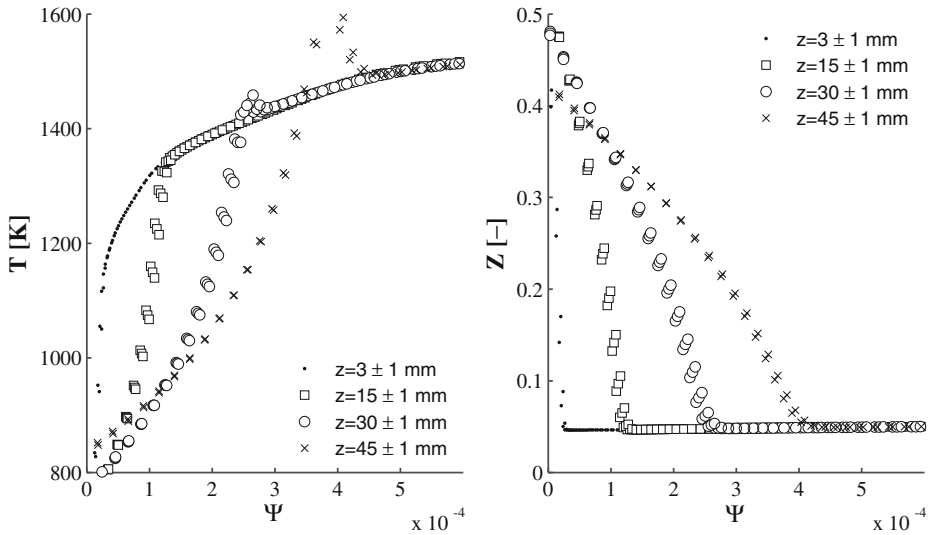 1600
1400
1200
1000
800
T [K]
0
1
2
3
4
5
Ψ
x 10⁻⁴
z=3 ± 1 mm
z=15 ± 1 mm
z=30 ± 1 mm
z=45 ± 1 mm
0.5
0.4
0.3
0.2
0.1
0
Z [–]
0
1
2
3
4
5
Ψ
x 10⁻⁴
z=3 ± 1 mm
z=15 ± 1 mm
z=30 ± 1 mm
z=45 ± 1 mm